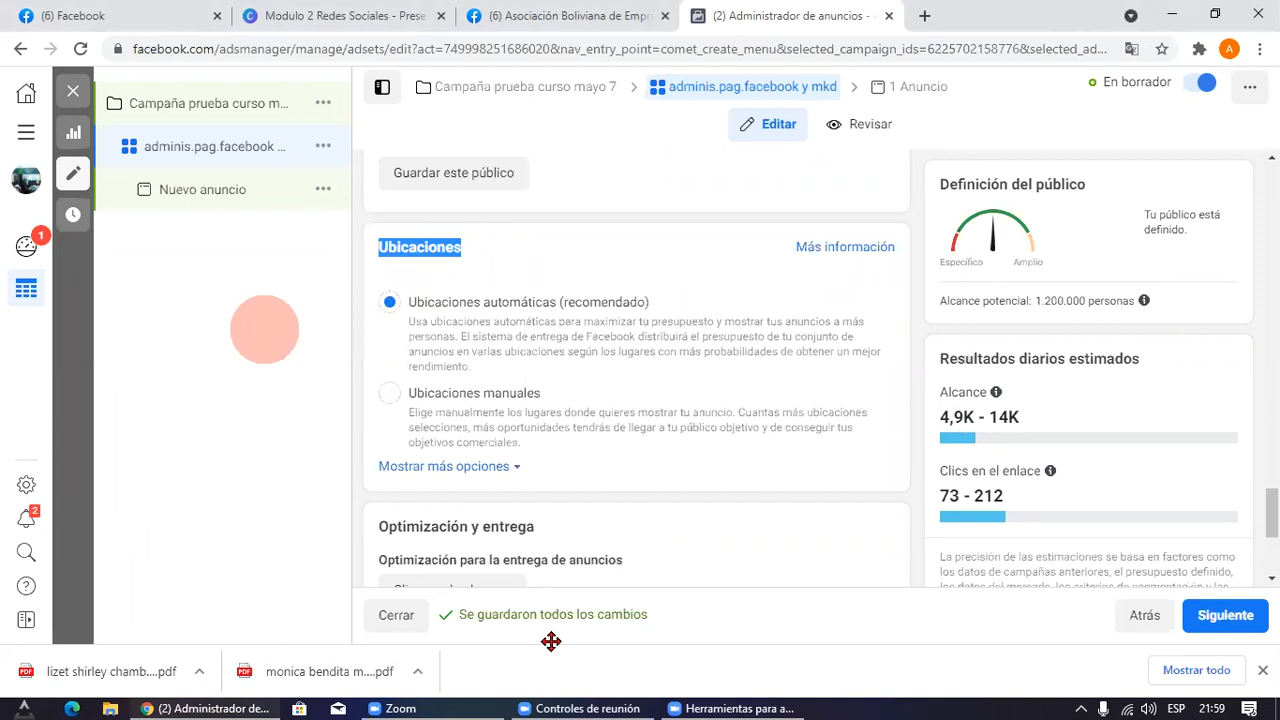 (6) Facebook
Modulo 2 Redes Sociales - Prese
(6) Asociación Boliviana de Empr
(2) Administrador de anuncios -
facebook.com/adsmanager/manage/adsets/edit?act=749998251686020&nav_entry_point=comet_create_menu&selected_campaign_ids=6225702158776&selected_ad...
A
Campaña prueba curso m...
adminis.pag.facebook ...
Nuevo anuncio
1
2
Campaña prueba curso mayo 7
adminis.pag.facebook y mkd
1 Anuncio
En borrador
Editar
Revisar
Guardar este público
Ubicaciones
Más información
Ubicaciones automáticas (recomendado)
Usa ubicaciones automáticas para maximizar tu presupuesto y mostrar tus anuncios a más
personas. El sistema de entrega de Facebook distribuirá el presupuesto de tu conjunto de
anuncios en varias ubicaciones según los lugares con más probabilidades de obtener un mejor
rendimiento.
Ubicaciones manuales
Elige manualmente los lugares donde quieres mostrar tu anuncio. Cuantas más ubicaciones
selecciones, más oportunidades tendrás de llegar a tu público objetivo y de conseguir tus
objetivos comerciales.
Mostrar más opciones
Optimización y entrega
Optimización para la entrega de anuncios
Definición del público
Tu público está
definido.
Específico
Amplio
Alcance potencial: 1.200.000 personas
Resultados diarios estimados
Alcance
4,9K - 14K
Clics en el enlace
73 - 212
La precisión de las estimaciones se basa en factores como
los datos de campañas anteriores, el presupuesto definido,
los datos del mercado, los criterios de segmentación y las
Cerrar
Se guardaron todos los cambios
Atrás
Siguiente
lizet shirley chamb....pdf
monica bendita m....pdf
Mostrar todo
(2) Administrador de...
Zoom
Controles de reunión
Herramientas para a...
ESP
21:59